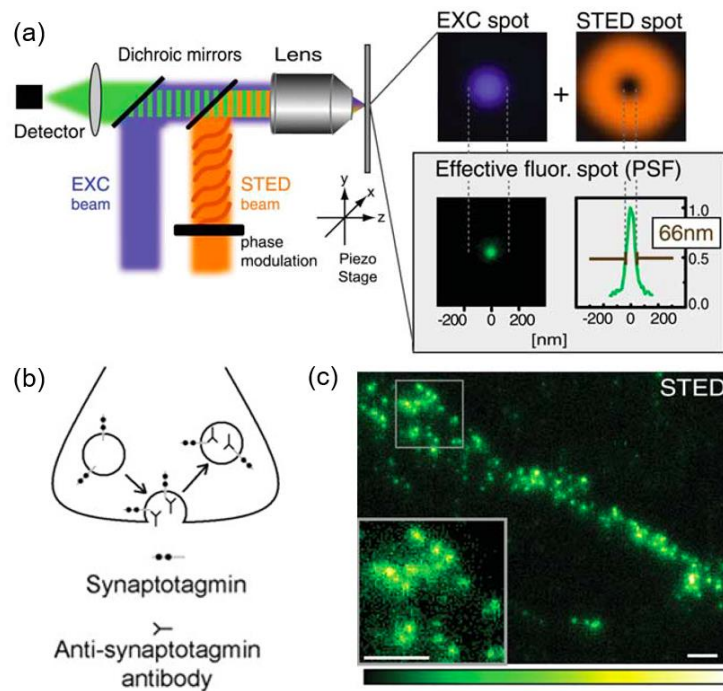 (a)
Dichroic mirrors
Lens
Detector
EXC
beam
STED
beam
phase
modulation
y
x
z
Piezo
Stage
EXC spot
STED spot
+
Effective fluor. spot (PSF)
1.0
66nm
0.5
0
-200 0 200
-200 0 200
[nm]
(b)
Synaptotagmin
Anti-synaptotagmin
antibody
(c)
STED